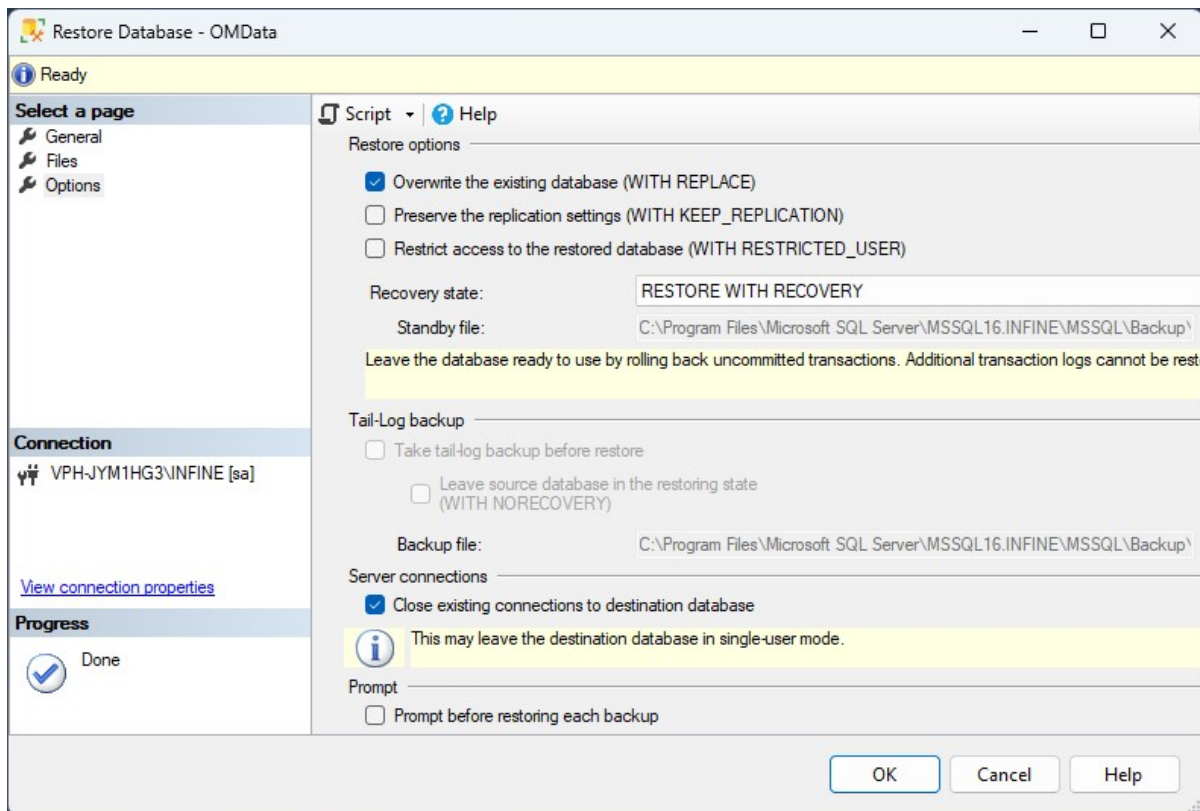 Restore Database - OMData
Ready
Select a page
General
Files
Options
Script
Help
Restore options
Overwrite the existing database (WITH REPLACE)
Preserve the replication settings (WITH KEEP_REPLICATION)
Restrict access to the restored database (WITH RESTRICTED_USER)
Recovery state:
RESTORE WITH RECOVERY
Standby file:
C:\Program Files\Microsoft SQL Server\MSSQL16.INFINE\MSSQL\Backup\
Leave the database ready to use by rolling back uncommitted transactions. Additional transaction logs cannot be rest
Tail-Log backup
Take tail-log backup before restore
Leave source database in the restoring state
(WITH NORECOVERY)
Backup file:
C:\Program Files\Microsoft SQL Server\MSSQL16.INFINE\MSSQL\Backup\
Server connections
Close existing connections to destination database
This may leave the destination database in single-user mode.
Prompt
Prompt before restoring each backup
Connection
VPH-JYM1HG3\INFINE [sa]
View connection properties
Progress
Done
OK
Cancel
Help